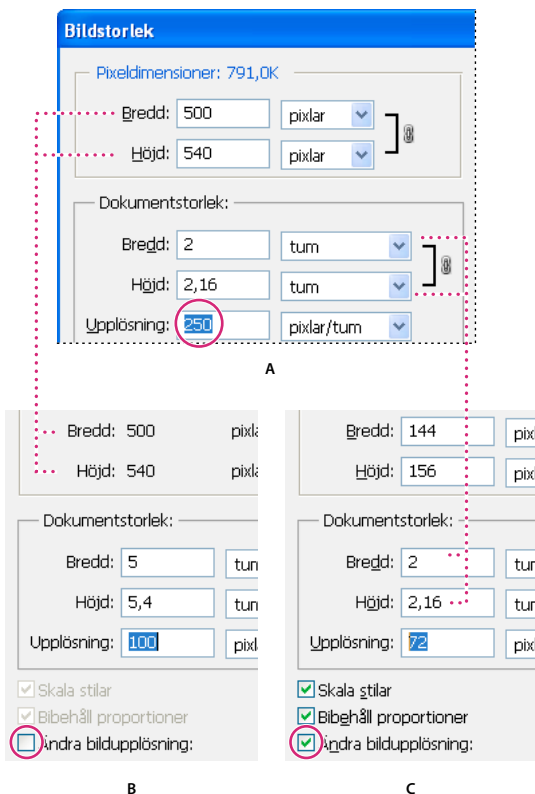 Bildstorlek
Pixeldimensioner: 791,0K
Bredd: 500 pixlar
Höjd: 540 pixlar
Dokumentstorlek:
Bredd: 2 tum
Höjd: 2,16 tum
Upplösning: 250 pixlar/tum
A
Bredd: 500
Höjd: 540
Dokumentstorlek:
Bredd: 5
Höjd: 5,4
Upplösning: 100
Skala stilar
Bibehåll proportioner
Ändra bildupplösning:
B
Bredd: 144
Höjd: 156
Dokumentstorlek:
Bredd: 2
Höjd: 2,16
Upplösning: 72
Skala stilar
Bibehåll proportioner
Ändra bildupplösning:
C